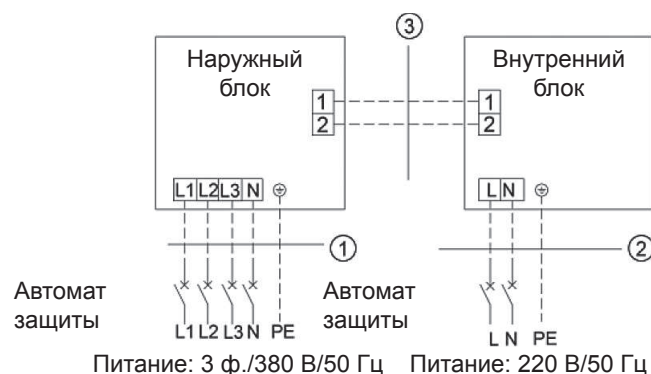 3
Наружный
блок
Внутренний
блок
1
2
1
2
L1 L2 L3 N
L N
1
2
Автомат
защиты
L1 L2 L3 N PE
Автомат
защиты
L N PE
Питание: 3 ф./380 В/50 Гц
Питание: 220 В/50 Гц